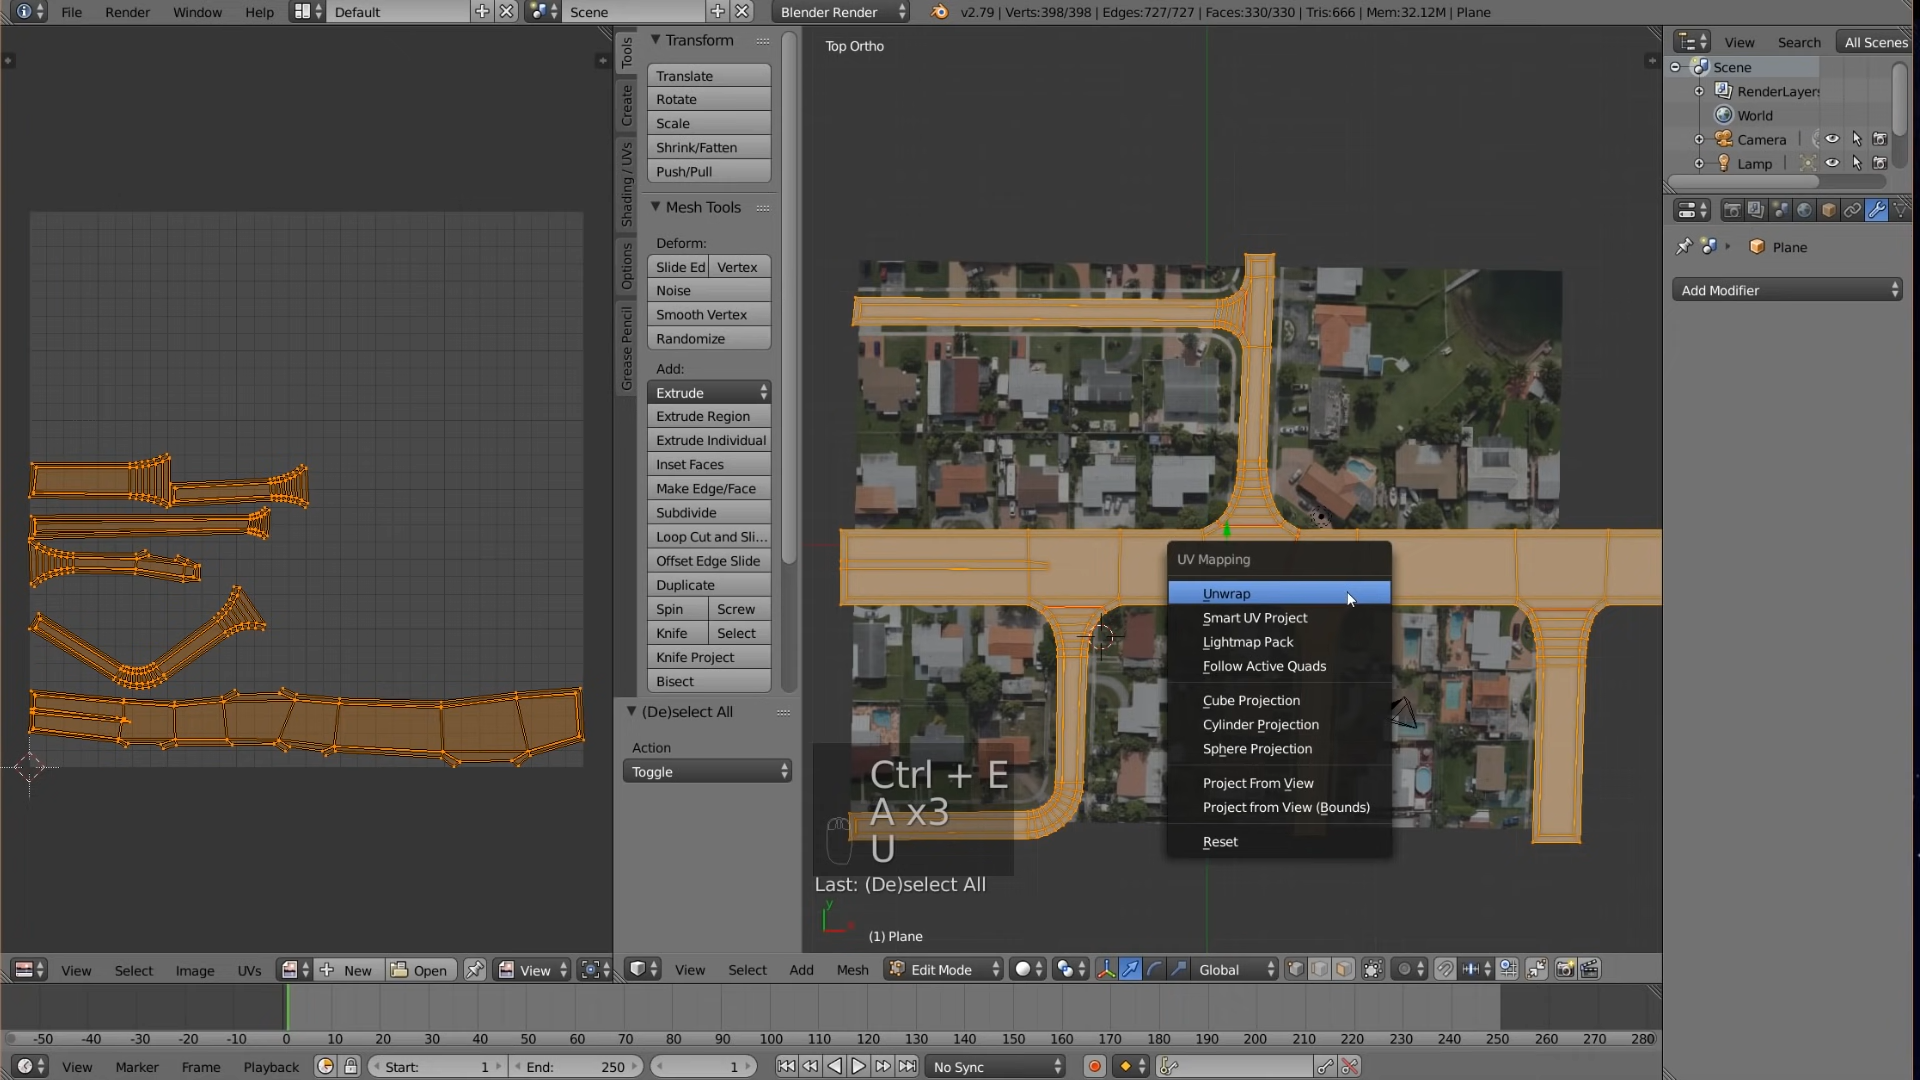 File Render Window Help Default Scene Blender Render v2.79 | Verts:398/398 | Edges:727/727 | Faces:330/330 | Tris:666 | Mem:32.12M | Plane
Tools
Create
Shading / UVs
Options
Grease Pencil
Transform
Translate
Rotate
Scale
Shrink/Fatten
Push/Pull
Mesh Tools
Deform:
Slide Ed Vertex
Noise
Smooth Vertex
Randomize
Add:
Extrude
Extrude Region
Extrude Individual
Inset Faces
Make Edge/Face
Subdivide
Loop Cut and Sli...
Offset Edge Slide
Duplicate
Spin Screw
Knife Select
Knife Project
Bisect
(De)select All
Action
Toggle
Top Ortho
UV Mapping
Unwrap
Smart UV Project
Lightmap Pack
Follow Active Quads
Cube Projection
Cylinder Projection
Sphere Projection
Project From View
Project from View (Bounds)
Reset
Ctrl + E
A x3
U
Last: (De)select All
y
(1) Plane
View Search All Scenes
Scene
RenderLayer
World
Camera
Lamp
Plane
Add Modifier
View Select Image UVs New Open View
View Select Add Mesh Edit Mode Global
-50 -40 -30 -20 -10 0 10 20 30 40 50 60 70 80 90 100 110 120 130 140 150 160 170 180 190 200 210 220 230 240 250 260 270 280
View Marker Frame Playback Start: 1 End: 250 1 No Sync